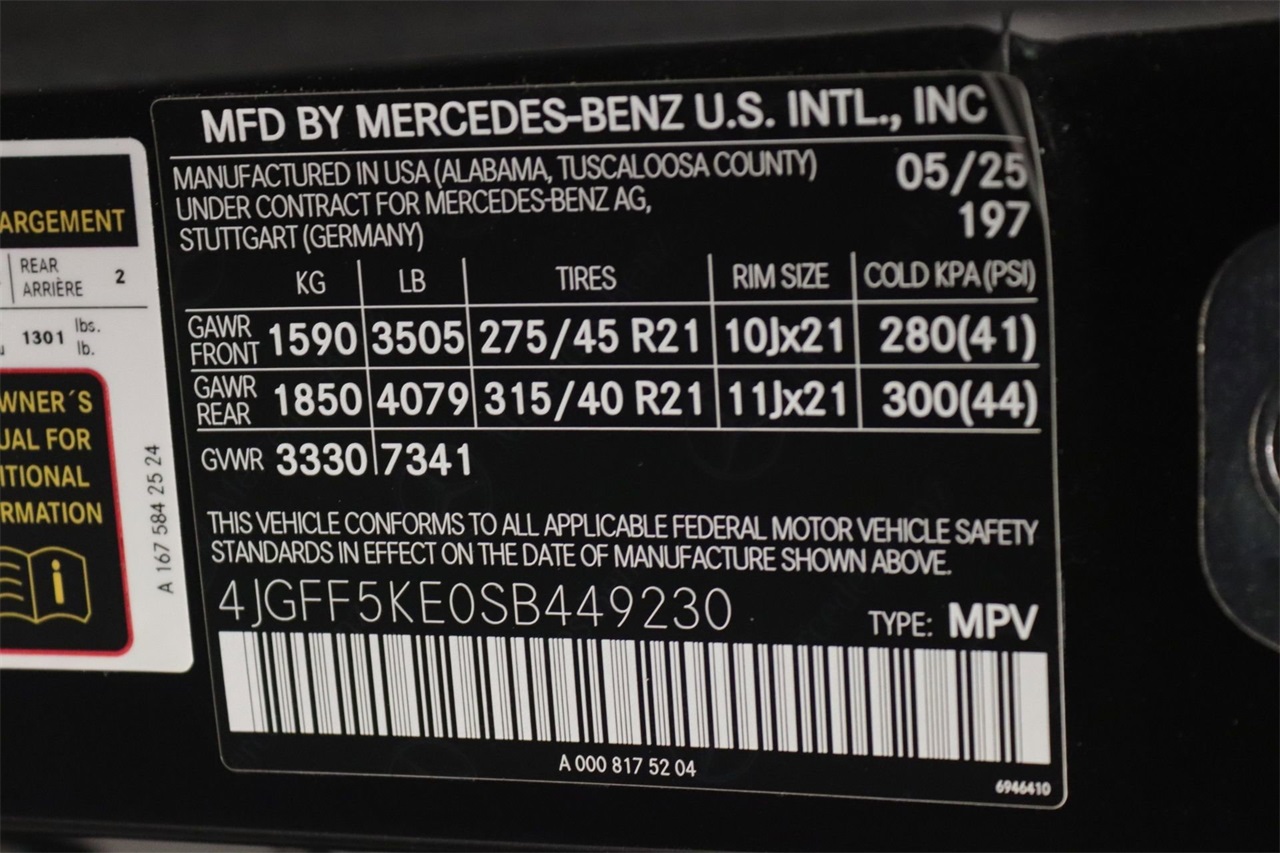 MFD BY MERCEDES-BENZ U.S. INTL., INC
MANUFACTURED IN USA (ALABAMA, TUSCALOOSA COUNTY) 05/25
UNDER CONTRACT FOR MERCEDES-BENZ AG, 197
STUTTGART (GERMANY)
KG LB TIRES RIM SIZE COLD KPA (PSI)
GAWR FRONT 1590 3505 275/45 R21 10Jx21 280(41)
GAWR REAR 1850 4079 315/40 R21 11Jx21 300(44)
GVWR 3330 7341
THIS VEHICLE CONFORMS TO ALL APPLICABLE FEDERAL MOTOR VEHICLE SAFETY
STANDARDS IN EFFECT ON THE DATE OF MANUFACTURE SHOWN ABOVE.
4JGFF5KE0SB449230 TYPE: MPV
A 000 817 52 04
6946410
ARGEMENT
REAR 2
ARRIÈRE
1301 lbs.
lb.
WNER´S
UAL FOR
ITIONAL
RMATION
i
A 167 584 25 24